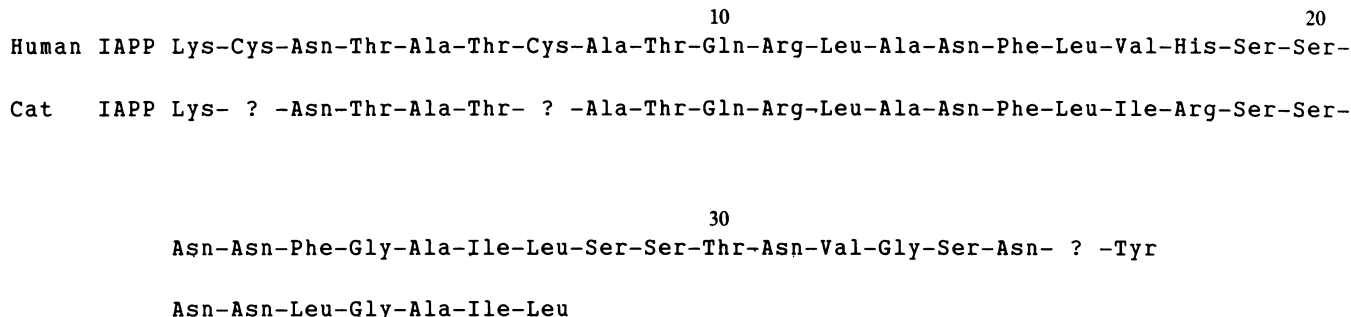 10 20
Human IAPP Lys-Cys-Asn-Thr-Ala-Thr-Cys-Ala-Thr-Gln-Arg-Leu-Ala-Asn-Phe-Leu-Val-His-Ser-Ser-
Cat IAPP Lys- ? -Asn-Thr-Ala-Thr- ? -Ala-Thr-Gln-Arg-Leu-Ala-Asn-Phe-Leu-Ile-Arg-Ser-Ser-
30
Asn-Asn-Phe-Gly-Ala-Ile-Leu-Ser-Ser-Thr-Asn-Val-Gly-Ser-Asn- ? -Tyr
Asn-Asn-Leu-Gly-Ala-Ile-Leu